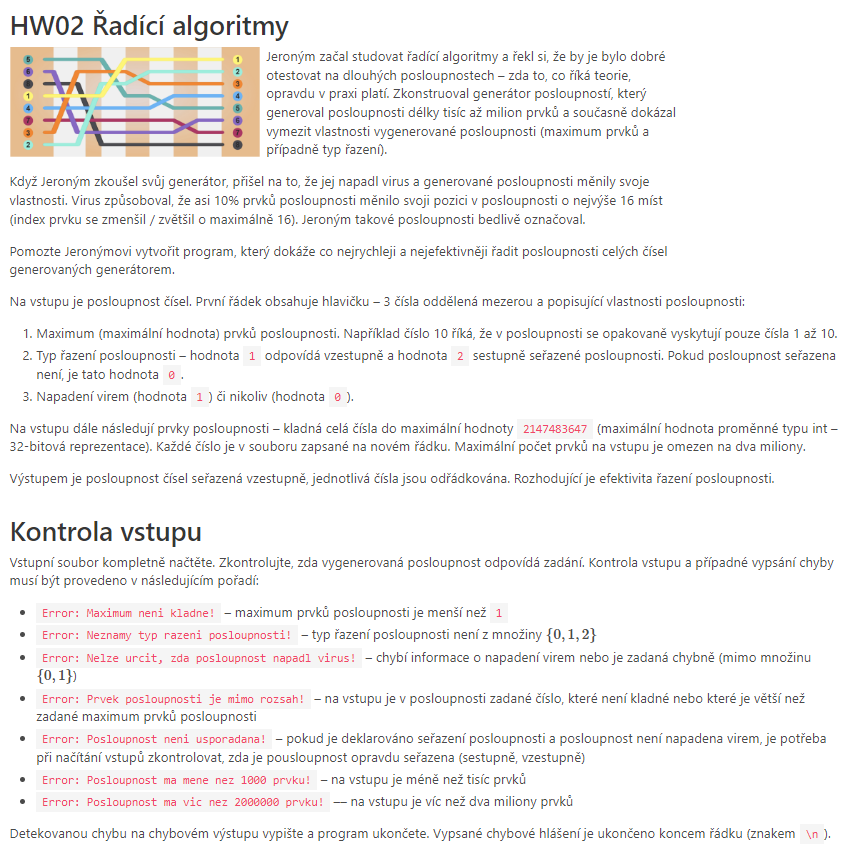 HW02 Řadící algoritmy
Jeroným začal studovat řadící algoritmy a řekl si, že by je bylo dobré
otestovat na dlouhých posloupnostech – zda to, co říká teorie,
opravdu v praxi platí. Zkonstruoval generátor posloupností, který
generoval posloupnosti délky tisíc až milion prvků a současně dokázal
vymezit vlastnosti vygenerované posloupnosti (maximum prvků a
případně typ řazení).
Když Jeroným zkoušel svůj generátor, přišel na to, že jej napadl virus a generované posloupnosti měnily svoje
vlastnosti. Virus způsoboval, že asi 10% prvků posloupnosti měnilo svoji pozici v posloupnosti o nejvýše 16 míst
(index prvku se zmenšil / zvětšil o maximálně 16). Jeroným takové posloupnosti bedlivě označoval.
Pomozte Jeronýmovi vytvořit program, který dokáže co nejrychleji a nejefektivněji řadit posloupnosti celých čísel
generovaných generátorem.
Na vstupu je posloupnost čísel. První řádek obsahuje hlavičku – 3 čísla oddělená mezerou a popisující vlastnosti posloupnosti:
1. Maximum (maximální hodnota) prvků posloupnosti. Například číslo 10 říká, že v posloupnosti se opakovaně vyskytují pouze čísla 1 až 10.
2. Typ řazení posloupnosti – hodnota 1 odpovídá vzestupně a hodnota 2 sestupně seřazené posloupnosti. Pokud posloupnost seřazena
není, je tato hodnota 0 .
3. Napadení virem (hodnota 1 ) či nikoliv (hodnota 0 ).
Na vstupu dále následují prvky posloupnosti – kladná celá čísla do maximální hodnoty 2147483647 (maximální hodnota proměnné typu int –
32-bitová reprezentace). Každé číslo je v souboru zapsané na novém řádku. Maximální počet prvků na vstupu je omezen na dva miliony.
Výstupem je posloupnost čísel seřazená vzestupně, jednotlivá čísla jsou odřádkována. Rozhodující je efektivita řazení posloupnosti.
Kontrola vstupu
Vstupní soubor kompletně načtěte. Zkontrolujte, zda vygenerovaná posloupnost odpovídá zadání. Kontrola vstupu a případné vypsání chyby
musí být provedeno v následujícím pořadí:
• Error: Maximum neni kladne! – maximum prvků posloupnosti je menší než 1
• Error: Neznamy typ razeni posloupnosti! – typ řazení posloupnosti není z množiny {0, 1, 2}
• Error: Nelze urcit, zda posloupnost napadl virus! – chybí informace o napadení virem nebo je zadaná chybně (mimo množinu
{0, 1})
• Error: Prvek posloupnosti je mimo rozsah! – na vstupu je v posloupnosti zadané číslo, které není kladné nebo které je větší než
zadané maximum prvků posloupnosti
• Error: Posloupnost neni usporadana! – pokud je deklarováno seřazení posloupnosti a posloupnost není napadena virem, je potřeba
při načítání vstupů zkontrolovat, zda je pousloupnost opravdu seřazena (sestupně, vzestupně)
• Error: Posloupnost ma mene nez 1000 prvku! – na vstupu je méně než tisíc prvků
• Error: Posloupnost ma vic nez 2000000 prvku! –– na vstupu je víc než dva miliony prvků
Detekovanou chybu na chybovém výstupu vypište a program ukončete. Vypsané chybové hlášení je ukončeno koncem řádku (znakem \n ).